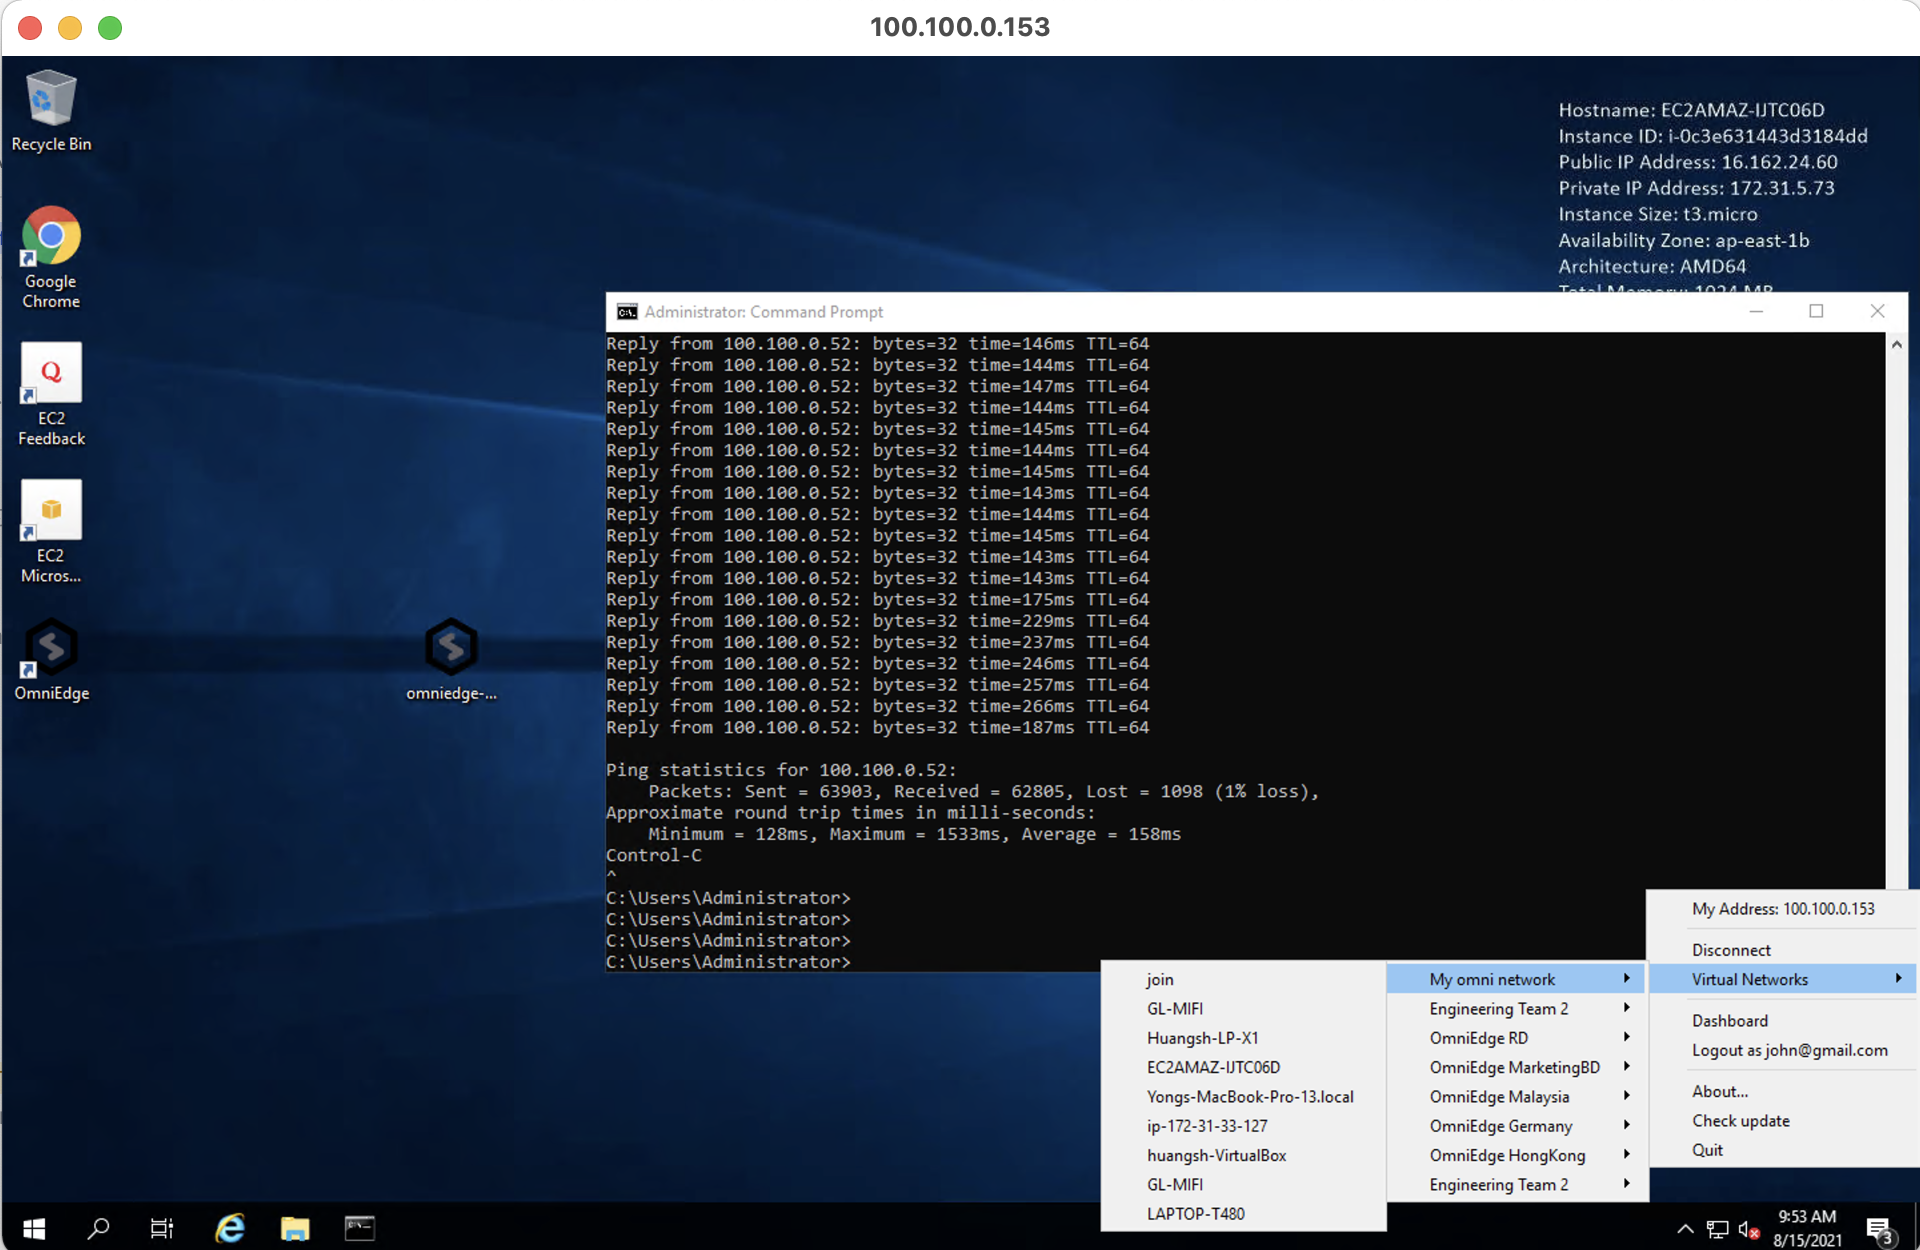 100.100.0.153
Recycle Bin
Google
Chrome
EC2
Feedback
EC2
Micros...
OmniEdge
omniedge-...
Hostname: EC2AMAZ-IJTC06D
Instance ID: i-0c3e631443d3184dd
Public IP Address: 16.162.24.60
Private IP Address: 172.31.5.73
Instance Size: t3.micro
Availability Zone: ap-east-1b
Architecture: AMD64
Total Memory: 1024 MB
Administrator: Command Prompt
Reply from 100.100.0.52: bytes=32 time=146ms TTL=64
Reply from 100.100.0.52: bytes=32 time=144ms TTL=64
Reply from 100.100.0.52: bytes=32 time=147ms TTL=64
Reply from 100.100.0.52: bytes=32 time=144ms TTL=64
Reply from 100.100.0.52: bytes=32 time=145ms TTL=64
Reply from 100.100.0.52: bytes=32 time=144ms TTL=64
Reply from 100.100.0.52: bytes=32 time=145ms TTL=64
Reply from 100.100.0.52: bytes=32 time=143ms TTL=64
Reply from 100.100.0.52: bytes=32 time=144ms TTL=64
Reply from 100.100.0.52: bytes=32 time=145ms TTL=64
Reply from 100.100.0.52: bytes=32 time=143ms TTL=64
Reply from 100.100.0.52: bytes=32 time=143ms TTL=64
Reply from 100.100.0.52: bytes=32 time=175ms TTL=64
Reply from 100.100.0.52: bytes=32 time=229ms TTL=64
Reply from 100.100.0.52: bytes=32 time=237ms TTL=64
Reply from 100.100.0.52: bytes=32 time=246ms TTL=64
Reply from 100.100.0.52: bytes=32 time=257ms TTL=64
Reply from 100.100.0.52: bytes=32 time=266ms TTL=64
Reply from 100.100.0.52: bytes=32 time=187ms TTL=64
Ping statistics for 100.100.0.52:
Packets: Sent = 63903, Received = 62805, Lost = 1098 (1% loss),
Approximate round trip times in milli-seconds:
Minimum = 128ms, Maximum = 1533ms, Average = 158ms
Control-C
^
C:\Users\Administrator>
C:\Users\Administrator>
C:\Users\Administrator>
C:\Users\Administrator>
My Address: 100.100.0.153
Disconnect
Virtual Networks
Dashboard
Logout as john@gmail.com
About...
Check update
Quit
My omni network
Engineering Team 2
OmniEdge RD
OmniEdge MarketingBD
OmniEdge Malaysia
OmniEdge Germany
OmniEdge HongKong
Engineering Team 2
join
GL-MIFI
Huangsh-LP-X1
EC2AMAZ-IJTC06D
Yongs-MacBook-Pro-13.local
ip-172-31-33-127
huangsh-VirtualBox
GL-MIFI
LAPTOP-T480
9:53 AM
8/15/2021
3